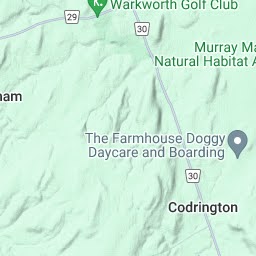 Warkworth Golf Club
29
30
Murray Ma
Natural Habitat A
ham
The Farmhouse Doggy
Daycare and Boarding
30
Codrington